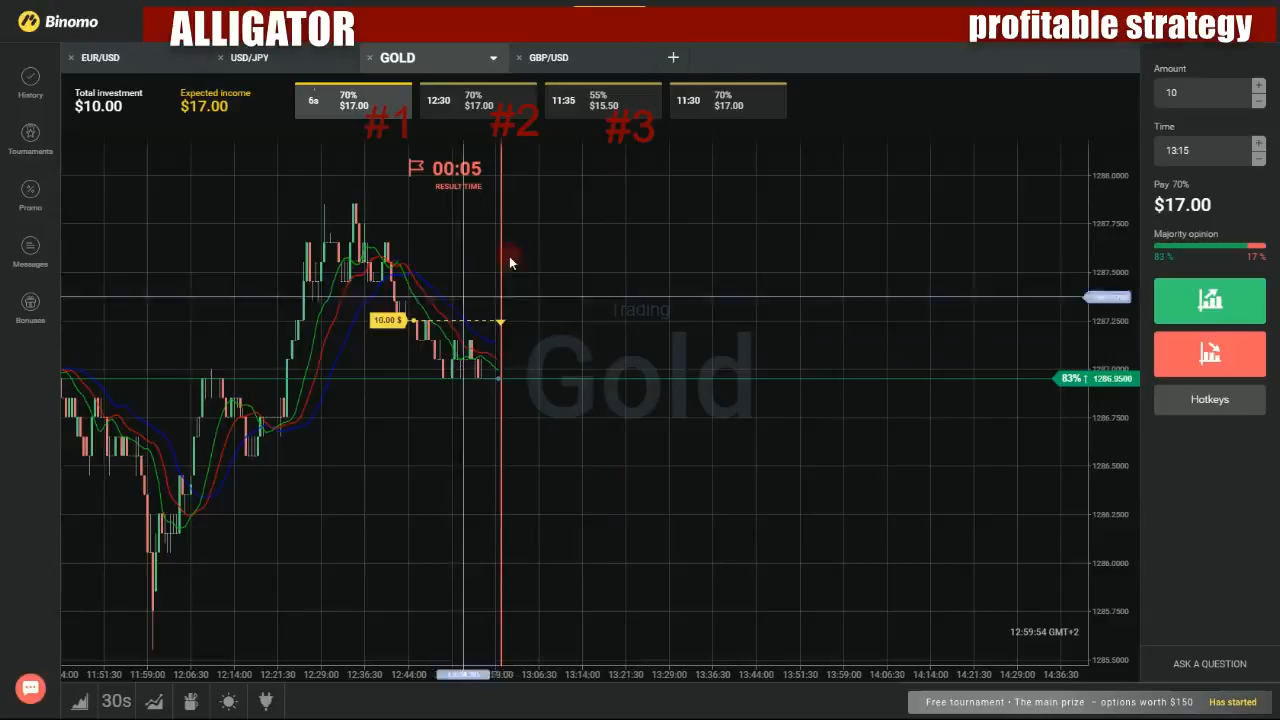 Binomo
ALLIGATOR
profitable strategy
EUR/USD
USD/JPY
GOLD
GBP/USD
Total investment
$10.00
Expected income
$17.00
6s
70%
$17.00
12:30
70%
$17.00
11:35
55%
$15.50
11:30
70%
$17.00
#1
#2
#3
00:05
RESULT TIME
10.00 $
Trading
Gold
History
Tournaments
Promo
Messages
Bonuses
1288.0000
1287.7500
1287.5000
1287.2500
1287.0000
83% ↑ 1286.9500
1286.7500
1286.5000
1286.2500
1286.0000
1285.7500
1285.5000
12:59:54 GMT+2
4:00 11:51:30 11:59:00 12:06:30 12:14:00 12:21:30 12:29:00 12:36:30 12:44:00 13:06:30 13:14:00 13:21:30 13:29:00 13:36:30 13:44:00 13:51:30 13:59:00 14:06:30 14:14:00 14:21:30 14:29:00 14:36:30
30s
Amount
10
Time
13:15
Pay 70%
$17.00
Majority opinion
83 %
17 %
Hotkeys
ASK A QUESTION
Free tournament · The main prize – options worth $150 Has started